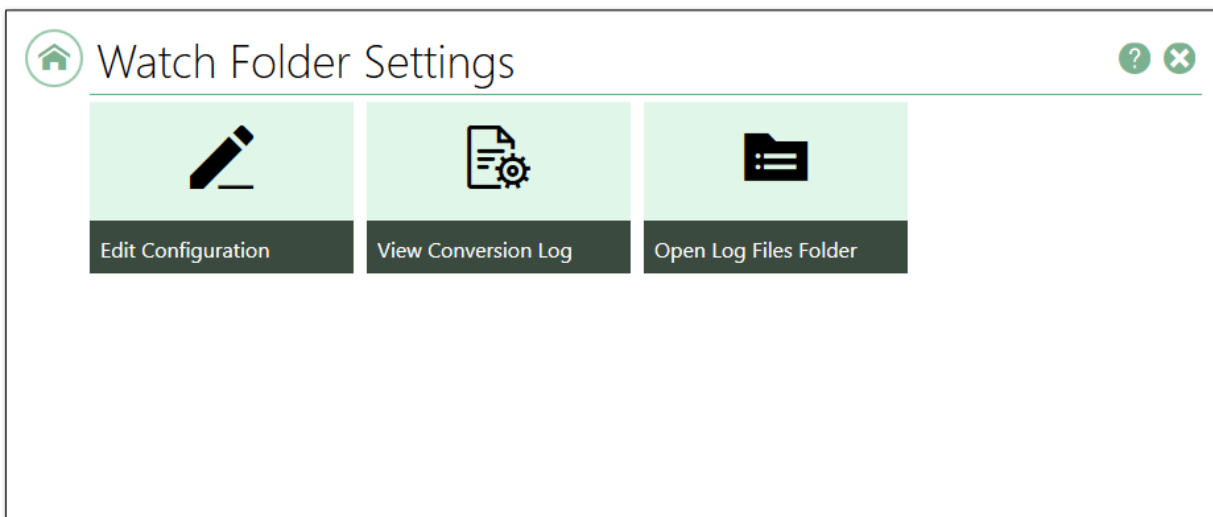 Watch Folder Settings
?
Edit Configuration
View Conversion Log
Open Log Files Folder